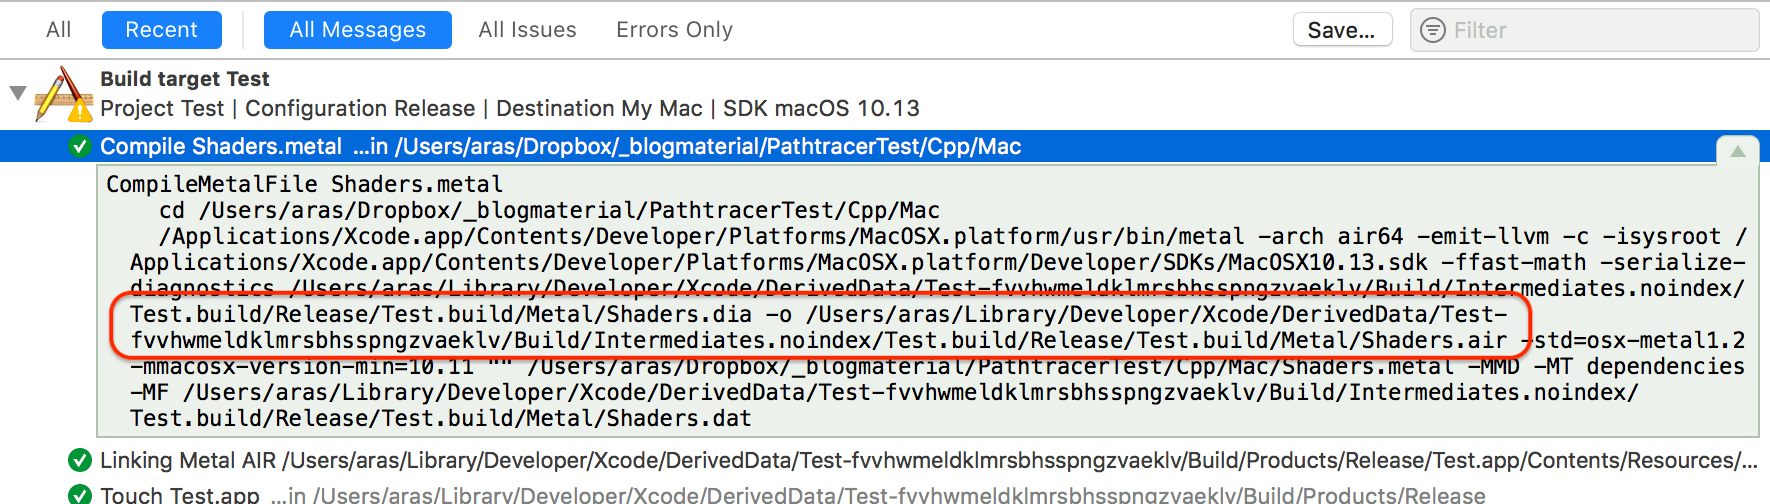 All Recent All Messages All Issues Errors Only Save... Filter
Build target Test
Project Test | Configuration Release | Destination My Mac | SDK macOS 10.13
Compile Shaders.metal ...in /Users/aras/Dropbox/_blogmaterial/PathtracerTest/Cpp/Mac
CompileMetalFile Shaders.metal
cd /Users/aras/Dropbox/_blogmaterial/PathtracerTest/Cpp/Mac
/Applications/Xcode.app/Contents/Developer/Platforms/MacOSX.platform/usr/bin/metal -arch air64 -emit-llvm -c -isysroot /
Applications/Xcode.app/Contents/Developer/Platforms/MacOSX.platform/Developer/SDKs/MacOSX10.13.sdk -ffast-math -serialize-
diagnostics /Users/aras/Library/Developer/Xcode/DerivedData/Test-fvvhwmeldklmrsbhsspngzvaeklv/Build/Intermediates.noindex/
Test.build/Release/Test.build/Metal/Shaders.dia -o /Users/aras/Library/Developer/Xcode/DerivedData/Test-
fvvhwmeldklmrsbhsspngzvaeklv/Build/Intermediates.noindex/Test.build/Release/Test.build/Metal/Shaders.air -std=osx-metal1.2
-mmacosx-version-min=10.11 "" /Users/aras/Dropbox/_blogmaterial/PathtracerTest/Cpp/Mac/Shaders.metal -MMD -MT dependencies
-MF /Users/aras/Library/Developer/Xcode/DerivedData/Test-fvvhwmeldklmrsbhsspngzvaeklv/Build/Intermediates.noindex/
Test.build/Release/Test.build/Metal/Shaders.dat
Linking Metal AIR /Users/aras/Library/Developer/Xcode/DerivedData/Test-fvvhwmeldklmrsbhsspngzvaeklv/Build/Products/Release/Test.app/Contents/Resources/...
Touch Test.app ...in /Users/aras/Library/Developer/Xcode/DerivedData/Test-fvvhwmeldklmrsbhsspngzvaeklv/Build/Products/Release